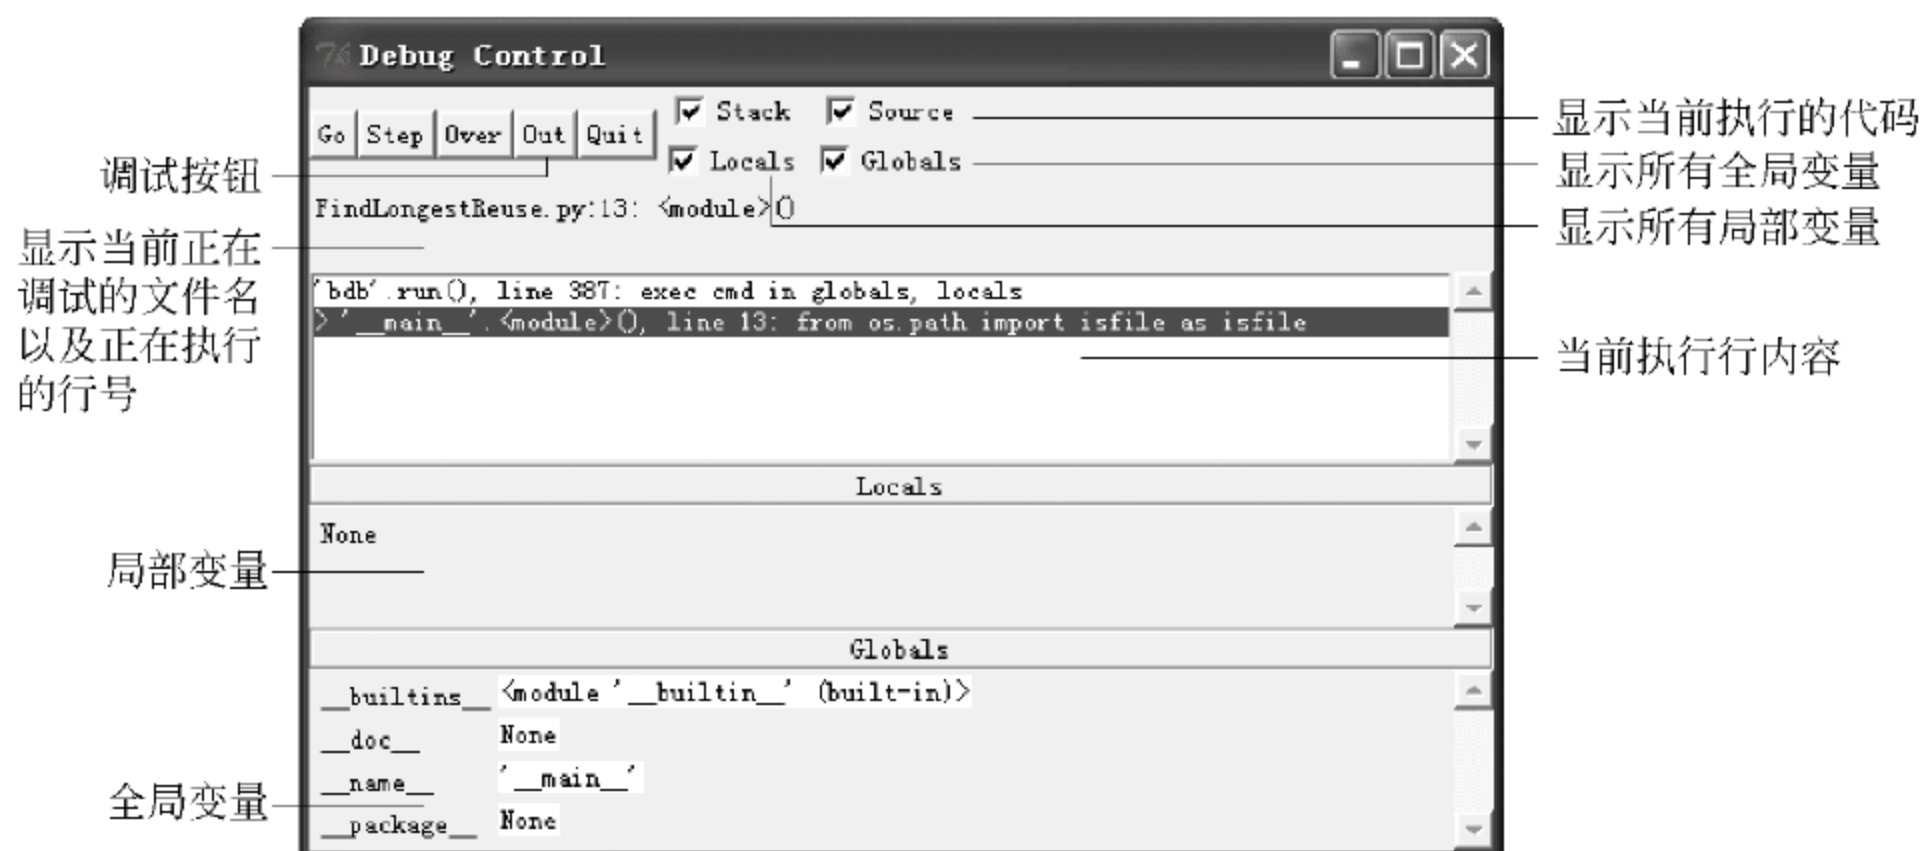 Debug Control
Go Step Over Out Quit
Stack Source
Locals Globals
FindLongestReuse.py:13: <module>()
'bdb'.run(), line 387: exec cmd in globals, locals
>'__main__'.<module>(), line 13: from os.path import isfile as isfile
Locals
None
Globals
__builtins__ <module '__builtin__' (built-in)>
__doc__ None
__name__ '__main__'
__package__ None
调试按钮
显示当前正在
调试的文件名
以及正在执行
的行号
局部变量
全局变量
显示当前执行的代码
显示所有全局变量
显示所有局部变量
当前执行行内容